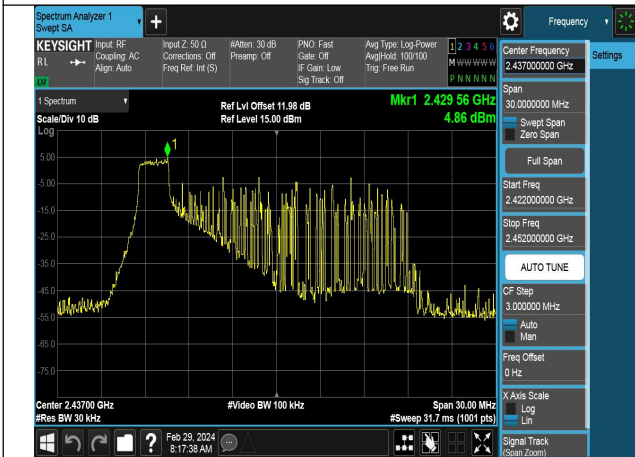 Spectrum Analyzer 1
Swept SA
+
Frequency
KEYSIGHT
RL
Input: RF
Coupling: AC
Align: Auto
Input Z: 50 Ω
Corrections: Off
Freq Ref: Int (S)
#Atten: 30 dB
Preamp: Off
PNO: Fast
Gate: Off
IF Gain: Low
Sig Track: Off
Avg Type: Log-Power
Avg|Hold: 100/100
Trig: Free Run
1 2 3 4 5 6
M W W W W W
P N N N N N
1 Spectrum
Scale/Div 10 dB
Log
Ref Lvl Offset 11.98 dB
Ref Level 15.00 dBm
Mkr1 2.429 56 GHz
4.86 dBm
1
5.00
-5.00
-15.0
-25.0
-35.0
-45.0
-55.0
-65.0
-75.0
Center 2.43700 GHz
#Res BW 30 kHz
#Video BW 100 kHz
Span 30.00 MHz
#Sweep 31.7 ms (1001 pts)
Feb 29, 2024
8:17:38 AM
Center Frequency
2.437000000 GHz
Settings
Span
30.0000000 MHz
Swept Span
Zero Span
Full Span
Start Freq
2.422000000 GHz
Stop Freq
2.452000000 GHz
AUTO TUNE
CF Step
3.000000 MHz
Auto
Man
Freq Offset
0 Hz
X Axis Scale
Log
Lin
Signal Track
(Span Zoom)